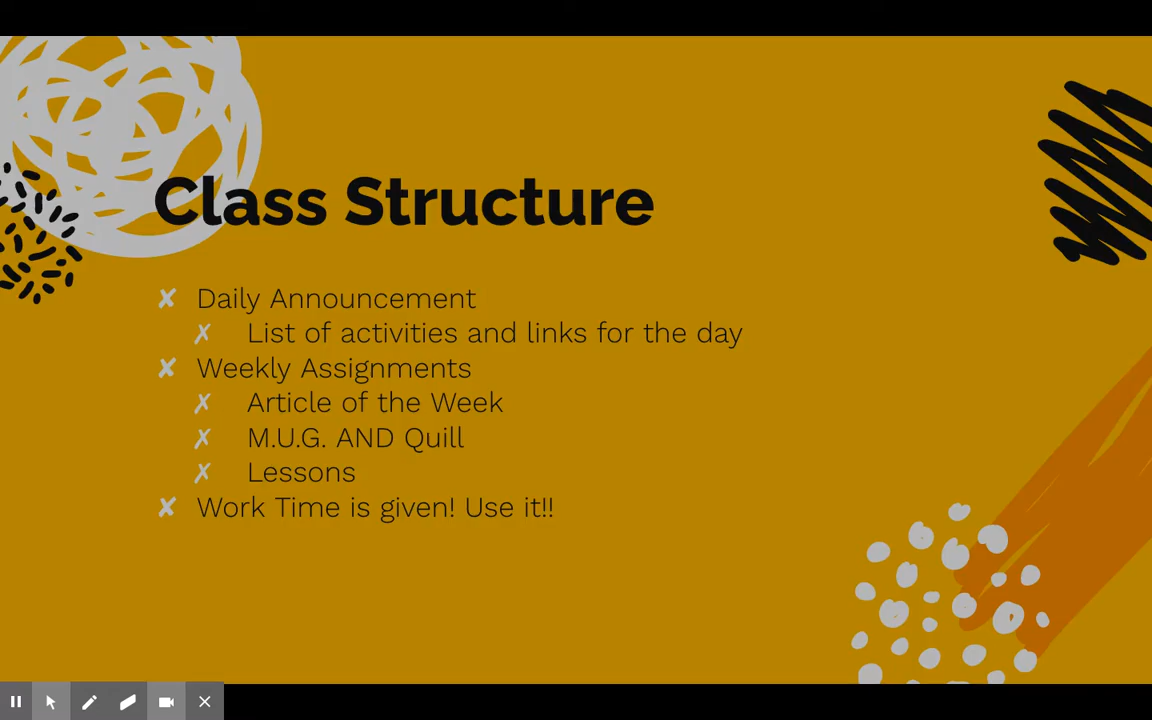 Class Structure
Daily Announcement
List of activities and links for the day
Weekly Assignments
Article of the Week
M.U.G. AND Quill
Lessons
Work Time is given! Use it!!